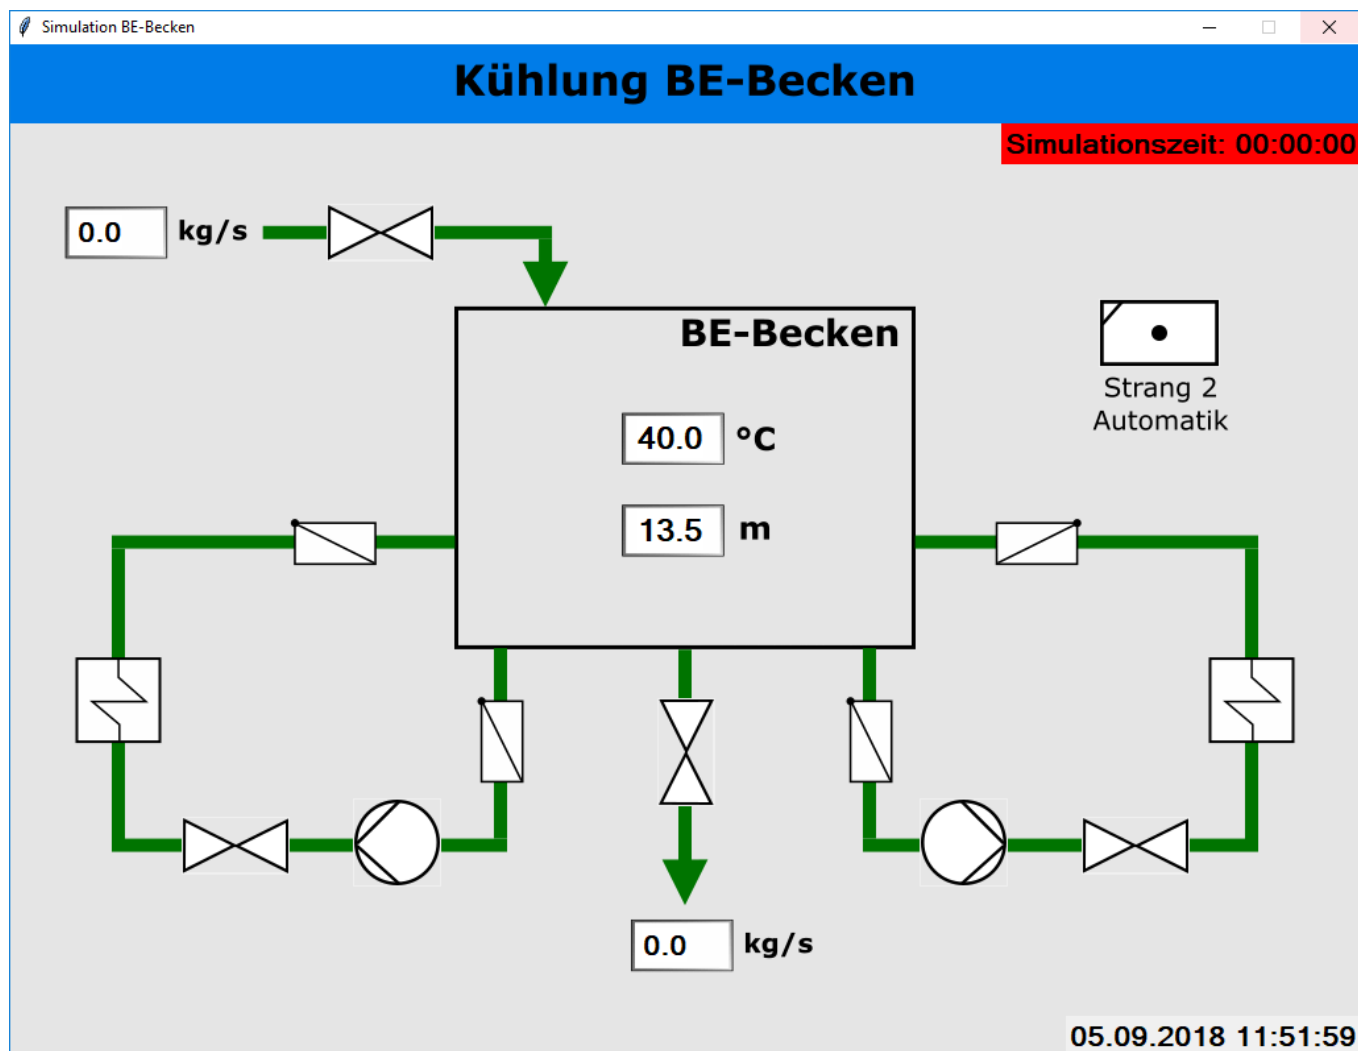 Simulation BE-Becken
Kühlung BE-Becken
Simulationszeit: 00:00:00
0.0 kg/s
BE-Becken
Strang 2
Automatik
40.0 °C
13.5 m
0.0 kg/s
05.09.2018 11:51:59